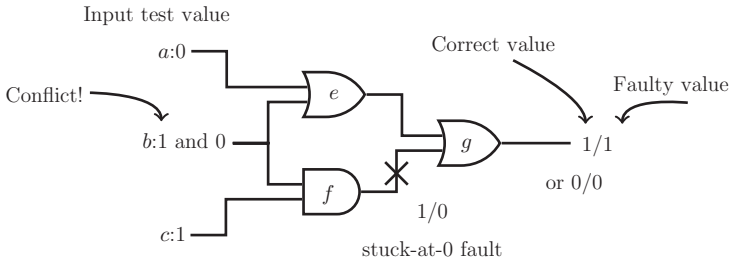 Input test value
a:0
Correct value
Faulty value
Conflict!
e
b:1 and 0
g
1/1
or 0/0
f
1/0
c:1
stuck-at-0 fault